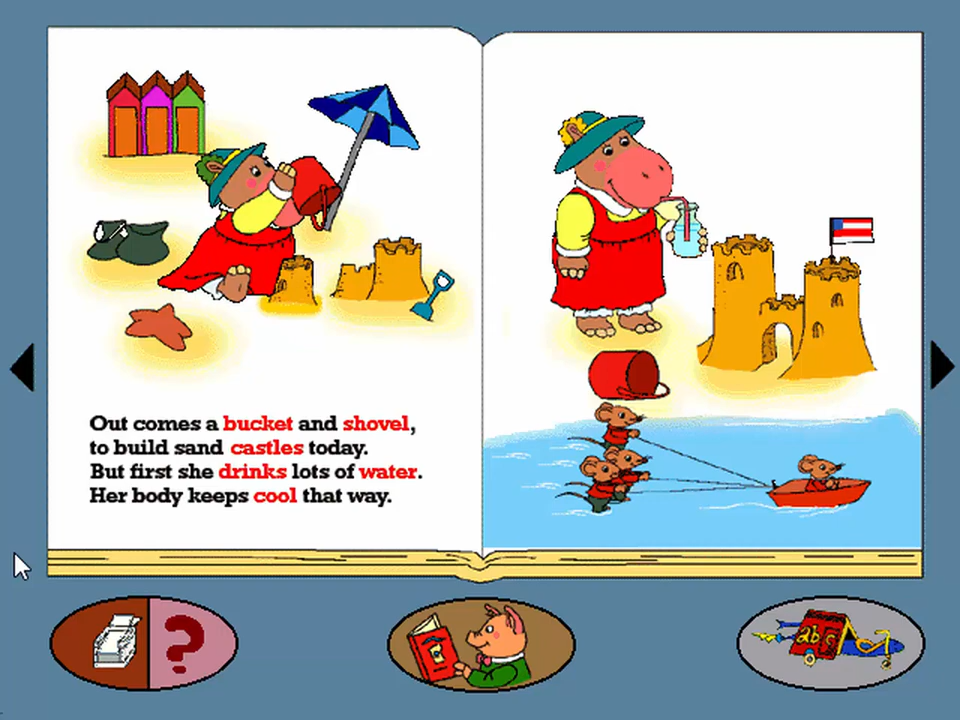 Out comes a bucket and shovel,
to build sand castles today.
But first she drinks lots of water.
Her body keeps cool that way.
?
abc